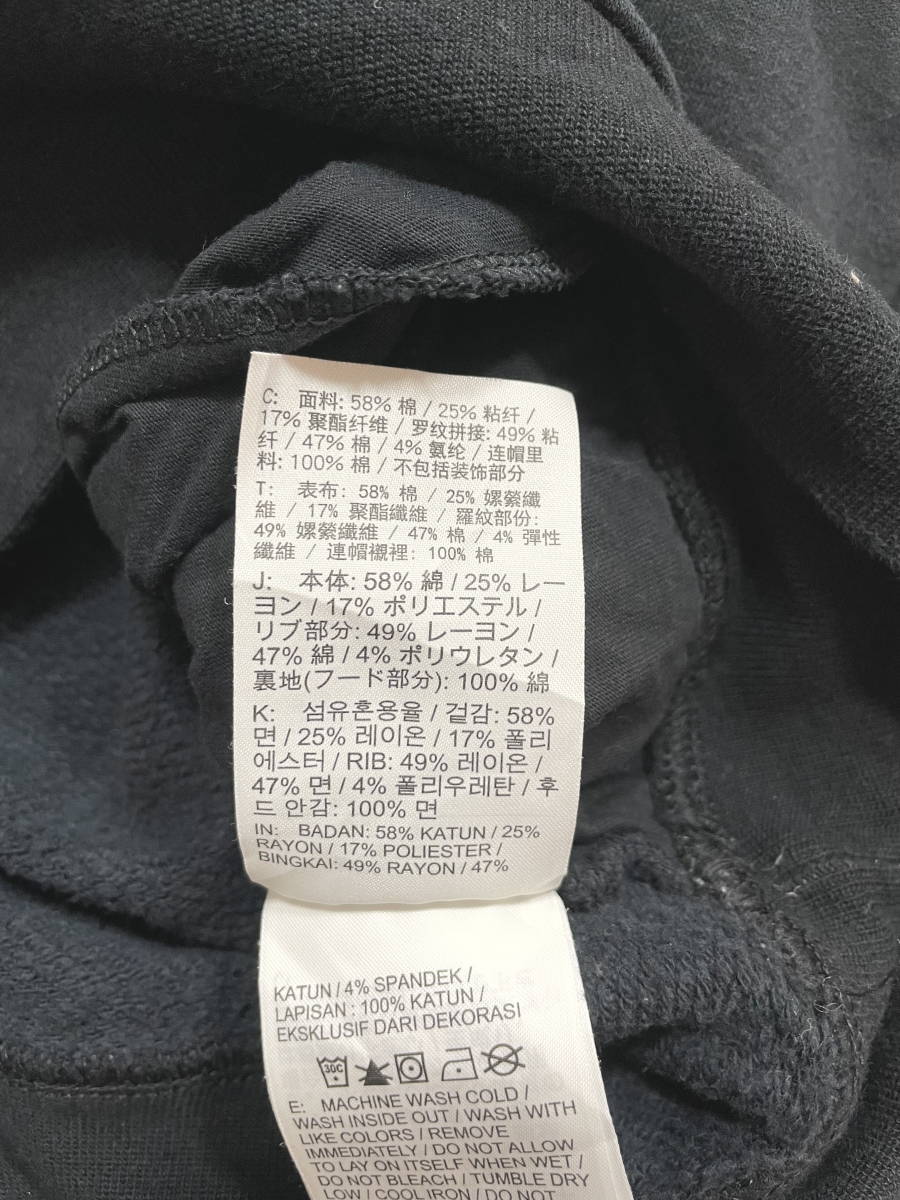 C: 面料: 58% 棉 / 25% 粘纤 /
17% 聚酯纤维 / 罗纹拼接: 49% 粘
纤 / 47% 棉 / 4% 氨纶 / 连帽里
料: 100% 棉 / 不包括装饰部分
T: 表布: 58% 棉 / 25% 嫘縈纖
維 / 17% 聚酯纖維 / 羅紋部份:
49% 嫘縈纖維 / 47% 棉 / 4% 彈性
纖維 / 連帽襯裡: 100% 棉
J: 本体: 58% 綿 / 25% レー
ヨン / 17% ポリエステル /
リブ部分: 49% レーヨン /
47% 綿 / 4% ポリウレタン /
裏地(フード部分): 100% 綿
K: 섬유혼용율 / 겉감: 58%
면 / 25% 레이온 / 17% 폴리
에스터 / RIB: 49% 레이온 /
47% 면 / 4% 폴리우레탄 / 후
드 안감: 100% 면
IN: BADAN: 58% KATUN / 25%
RAYON / 17% POLIESTER /
BINGKAI: 49% RAYON / 47%
KATUN / 4% SPANDEK /
LAPISAN : 100% KATUN /
EKSKLUSIF DARI DEKORASI
30C
E: MACHINE WASH COLD /
WASH INSIDE OUT / WASH WITH
LIKE COLORS / REMOVE
IMMEDIATELY / DO NOT ALLOW
TO LAY ON ITSELF WHEN WET /
DO NOT BLEACH / TUMBLE DRY
LOW / COOL IRON / DO NOT